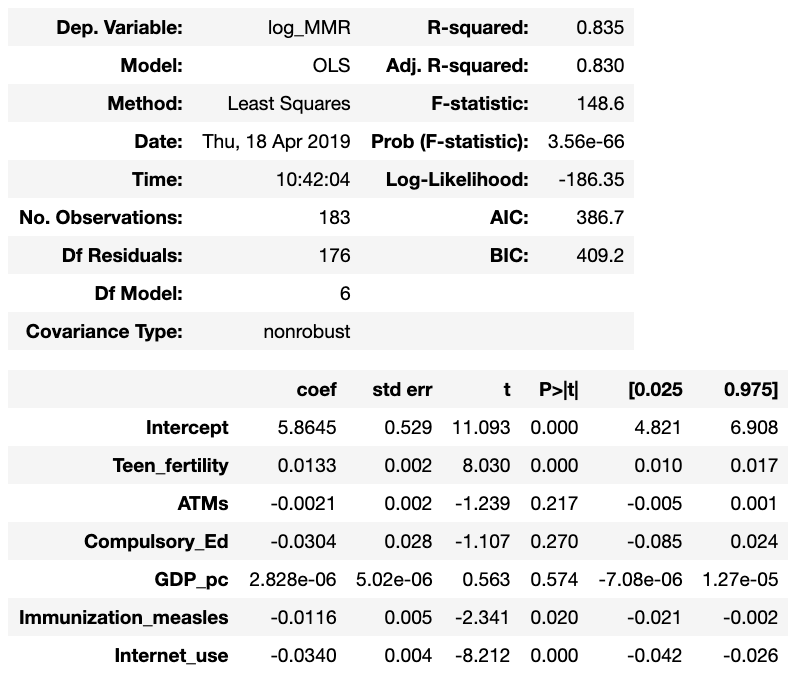 Dep. Variable: log_MMR R-squared: 0.835
Model: OLS Adj. R-squared: 0.830
Method: Least Squares F-statistic: 148.6
Date: Thu, 18 Apr 2019 Prob (F-statistic): 3.56e-66
Time: 10:42:04 Log-Likelihood: -186.35
No. Observations: 183 AIC: 386.7
Df Residuals: 176 BIC: 409.2
Df Model: 6
Covariance Type: nonrobust
coef std err t P>|t| [0.025 0.975]
Intercept 5.8645 0.529 11.093 0.000 4.821 6.908
Teen_fertility 0.0133 0.002 8.030 0.000 0.010 0.017
ATMs -0.0021 0.002 -1.239 0.217 -0.005 0.001
Compulsory_Ed -0.0304 0.028 -1.107 0.270 -0.085 0.024
GDP_pc 2.828e-06 5.02e-06 0.563 0.574 -7.08e-06 1.27e-05
Immunization_measles -0.0116 0.005 -2.341 0.020 -0.021 -0.002
Internet_use -0.0340 0.004 -8.212 0.000 -0.042 -0.026